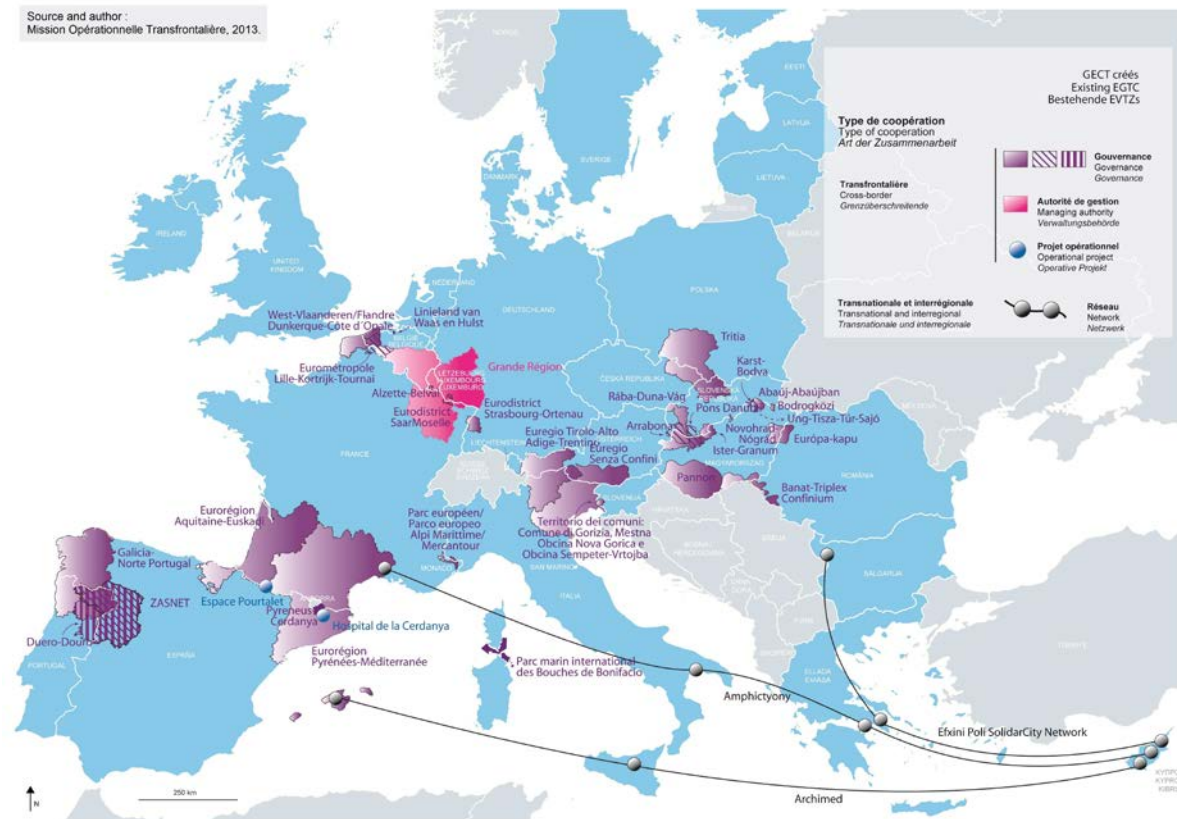 Source and author :
Mission Opérationnelle Transfrontalière, 2013.
GECT créés
Existing EGTC
Bestehende EVTZs
Type de coopération
Type of cooperation
Art der Zusammenarbeit
Gouvernance
Governance
Governance
Transfrontalière
Cross-border
Grenzüberschreitende
Autorité de gestion
Managing authority
Verwaltungsbehörde
Projet opérationnel
Operational project
Operative Projekt
Transnationale et interrégionale
Transnational and interregional
Transnationale und interregionale
Réseau
Network
Netzwerk
NORGE
SVERIGE
EESTI
LATVIJA
LIETUVA
DANMARK
BELARUS
IRELAND
UNITED
KINGDOM
NEDERLAND
DEUTSCHLAND
POLSKA
West-Vlaanderen/Flandre
Dunkerque-Côte d´Opale
Linieland van
Waas en Hulst
BELGIË
BELGIQUE
Eurométropole
Lille-Kortrijk-Tournai
Grande Région
LUXEMBOURG
Alzette-Belval
Eurodistrict
SaarMoselle
Eurodistrict
Strasbourg-Ortenau
Tritia
ČESKÁ REPUBLIKA
SLOVENSKÁ
Karst-
Bodva
Rába-Duna-Vág
Pons Danubii
Abaúj-Abaújban
Bodrogközi
Ung-Tisza-Túr-Sajó
Arrabona
Novohrad
Nógrád
Ister-Granum
Európa-kapu
MAGYARORSZÁG
ROMÂNIA
FRANCE
LIECHTENSTEIN
Euregio Tirolo-Alto
Adige-Trentino
Euregio
Senza Confini
SLOVENIJA
Pannon
Banat-Triplex
Confinium
Parc européen/
Parco europeo
Alpi Marittime/
Mercantour
Territorio dei comuni:
Comune di Gorizia, Mestna
Obcina Nova Gorica e
Obcina Sempeter-Vrtojba
MONACO
SAN MARINO
ITALIA
Eurorégion
Aquitaine-Euskadi
Galicia-
Norte Portugal
ZASNET
Espace Pourtalet
Pyreneus
Cerdanya
Hospital de la Cerdanya
Duero-Douro
PORTUGAL
ESPAÑA
Eurorégion
Pyrénées-Méditerranée
Parc marin international
des Bouches de Bonifacio
Amphictyony
Efxini Poli SolidarCity Network
Archimed
ELLADA
N
250 km